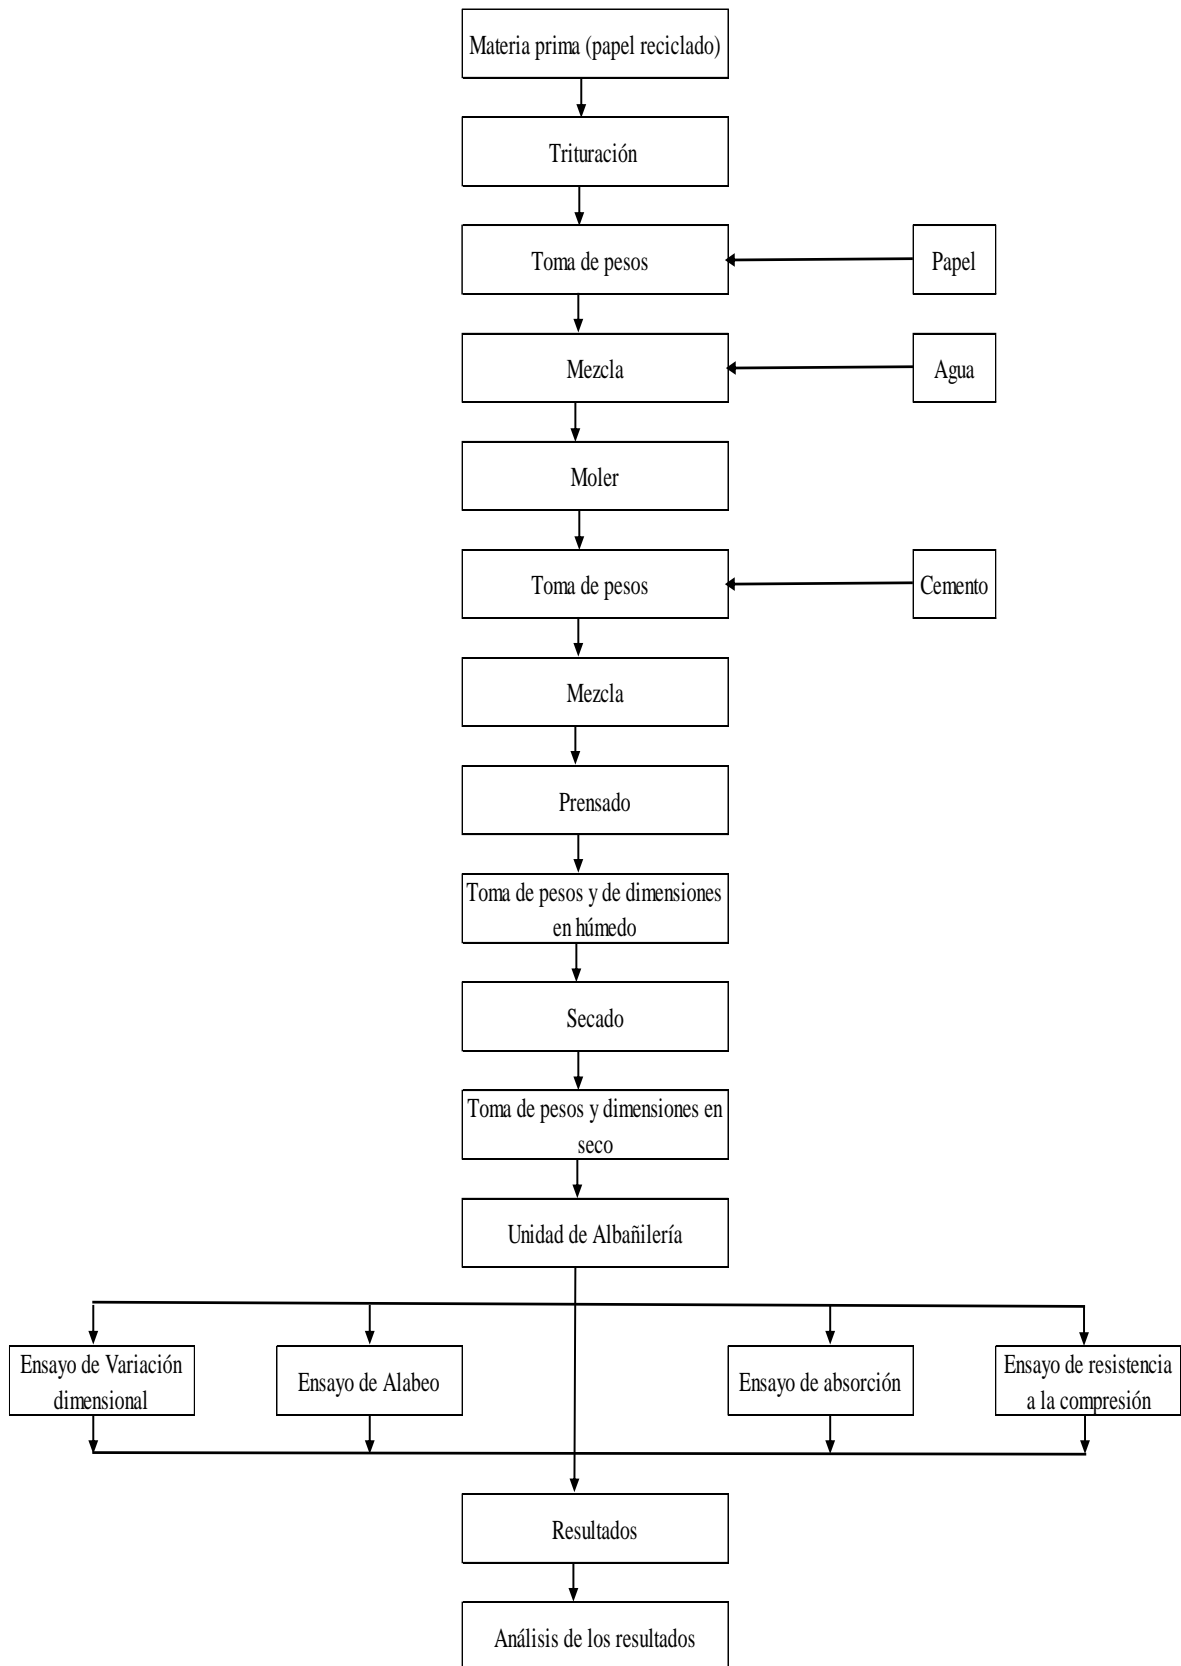 Materia prima (papel reciclado)
Trituración
Toma de pesos
Papel
Mezcla
Agua
Moler
Toma de pesos
Cemento
Mezcla
Prensado
Toma de pesos y de dimensiones
en húmedo
Secado
Toma de pesos y dimensiones en
seco
Unidad de Albañilería
Ensayo de Variación
dimensional
Ensayo de Alabeo
Ensayo de absorción
Ensayo de resistencia
a la compresión
Resultados
Análisis de los resultados